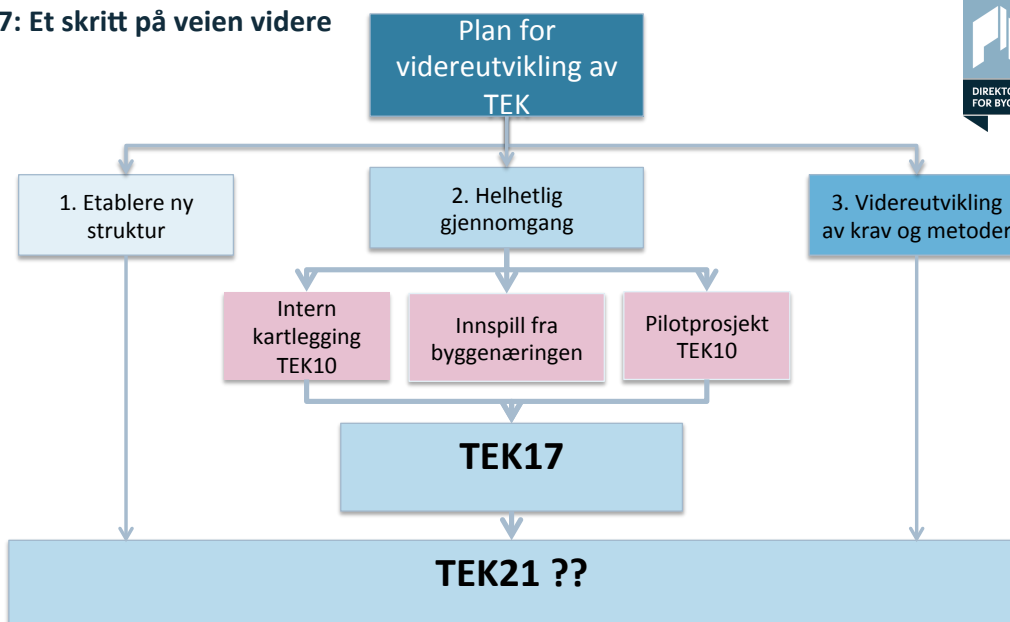 7: Et skritt på veien videre
Plan for
videreutvikling av
TEK
DIREKTO
FOR BYG
1. Etablere ny
struktur
2. Helhetlig
gjennomgang
3. Videreutvikling
av krav og metoder
Intern
kartlegging
TEK10
Innspill fra
byggenæringen
Pilotprosjekt
TEK10
TEK17
TEK21 ??